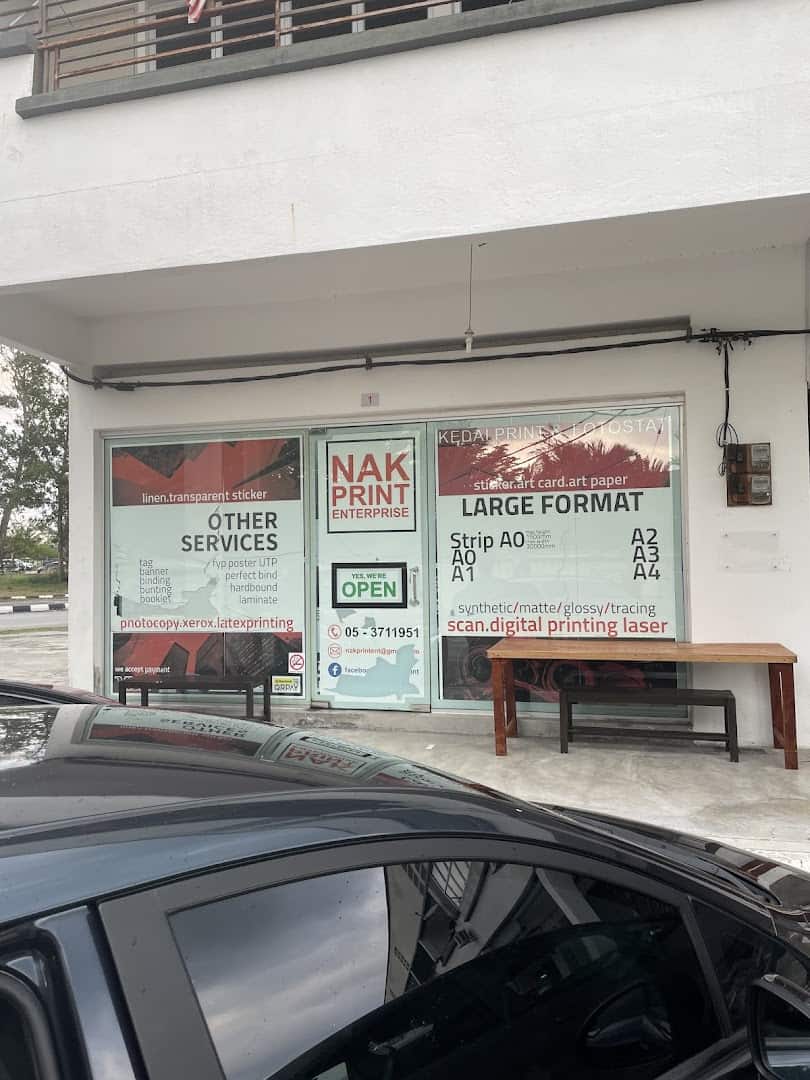 1
linen.transparent sticker
OTHER
SERVICES
tag
banner
binding
bunting
booklet
fyp poster UTP
perfect bind
hardbound
laminate
photocopy.xerox.latexprinting
we accept payment
QRPAY
NAK
PRINT
ENTERPRISE
YES, WE'RE
OPEN
05 - 3711951
KEDAI PRINT & FOTOSTAT
sticker.art card.art paper
LARGE FORMAT
Strip A0
A0
A1
A2
A3
A4
synthetic/matte/glossy/tracing
scan.digital printing laser